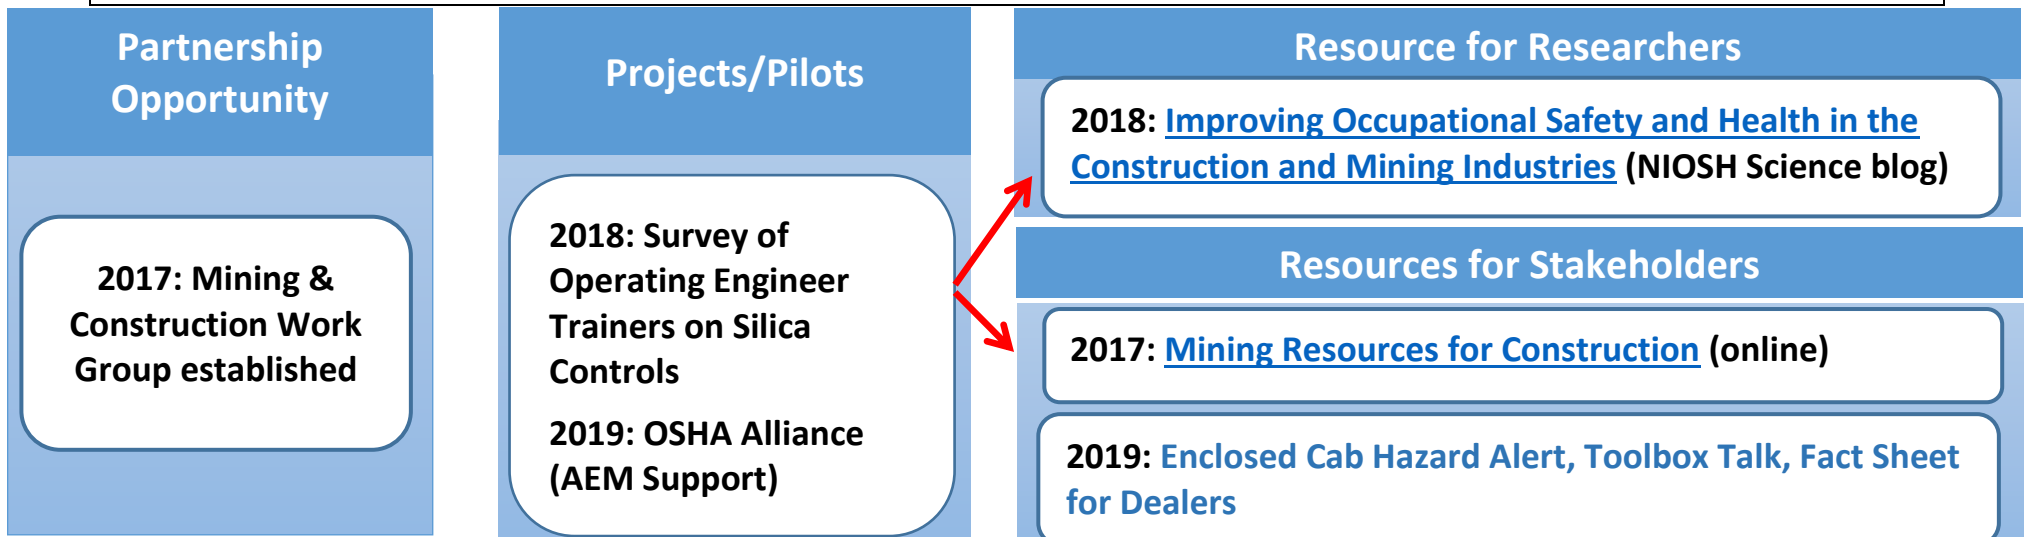 Partnership
Opportunity
2017: Mining &
Construction Work
Group established
Projects/Pilots
2018: Survey of
Operating Engineer
Trainers on Silica
Controls
2019: OSHA Alliance
(AEM Support)
Resource for Researchers
2018: Improving Occupational Safety and Health in the
Construction and Mining Industries (NIOSH Science blog)
Resources for Stakeholders
2017: Mining Resources for Construction (online)
2019: Enclosed Cab Hazard Alert, Toolbox Talk, Fact Sheet
for Dealers